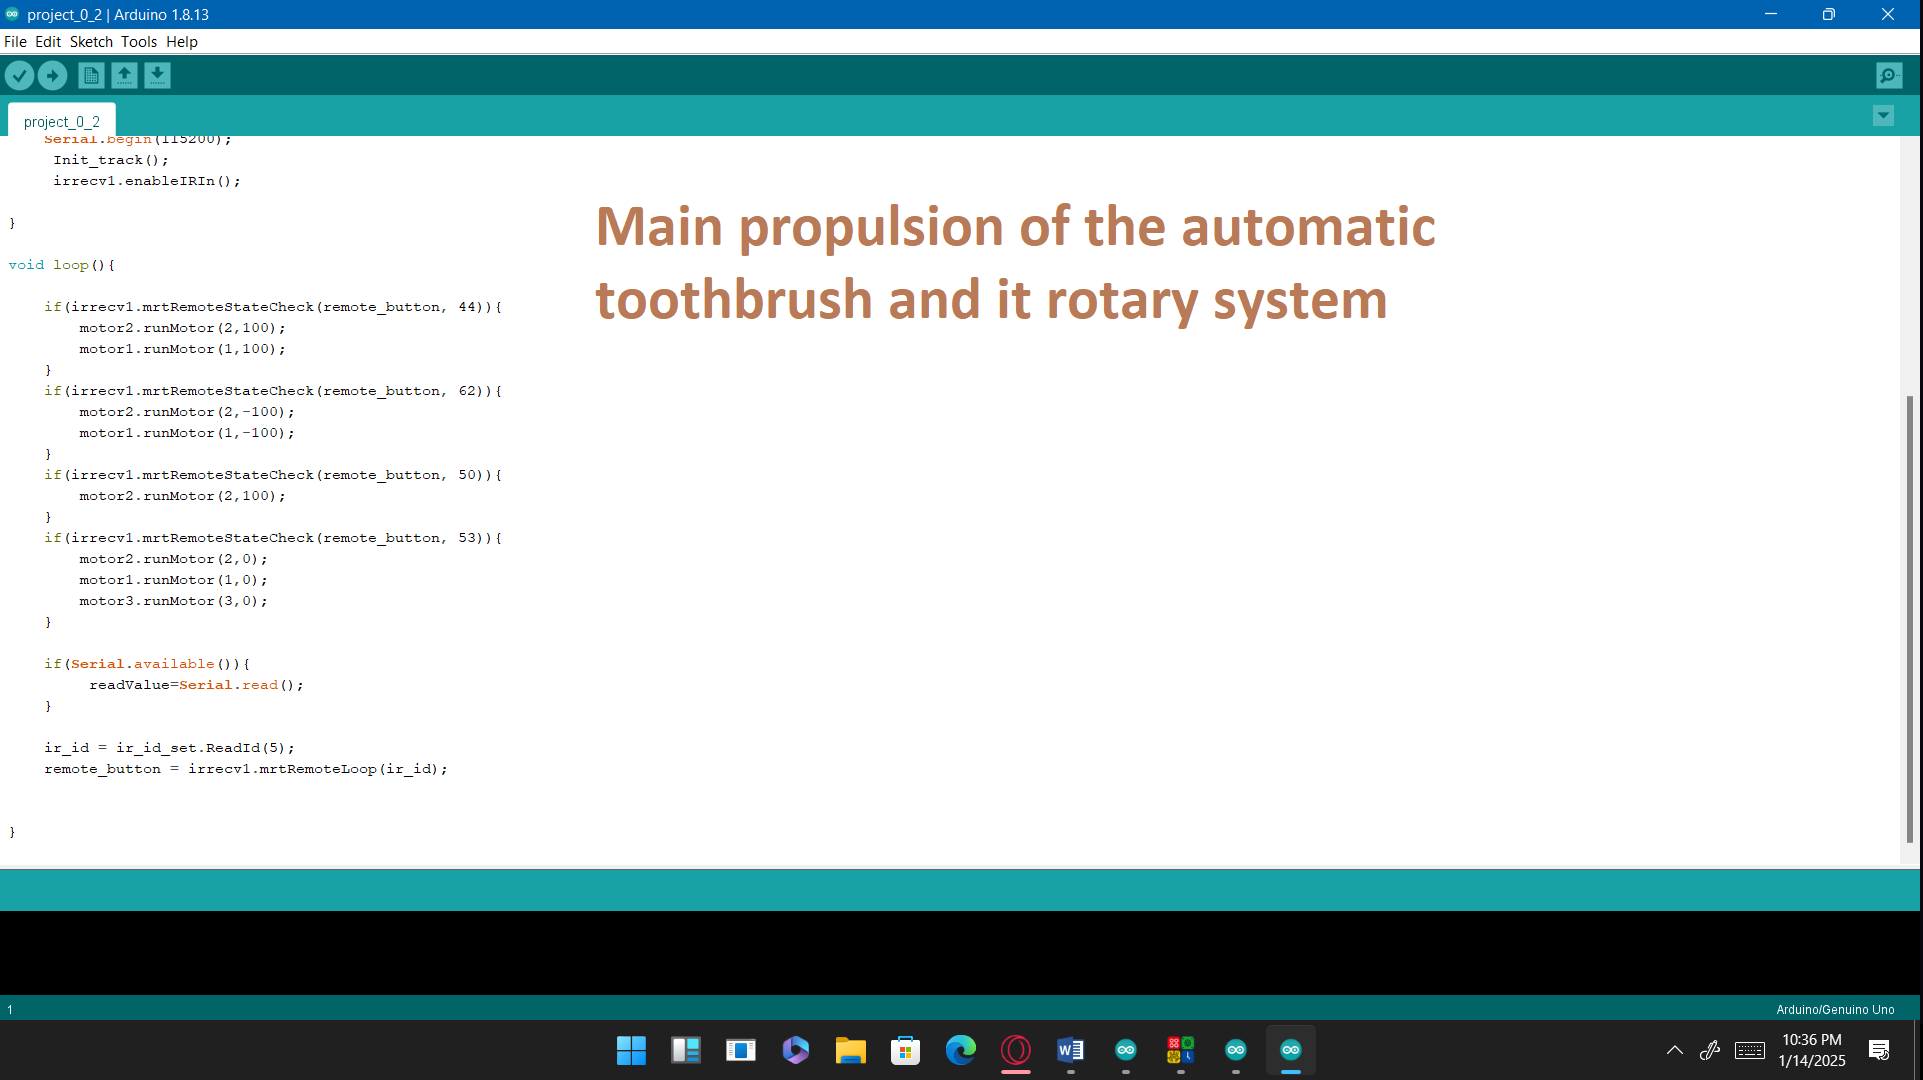 project_0_2 | Arduino 1.8.13
File Edit Sketch Tools Help
project_0_2
Serial.begin(115200);
Init_track();
irrecv1.enableIRIn();
}
Main propulsion of the automatic
toothbrush and it rotary system
void loop(){
if(irrecv1.mrtRemoteStateCheck(remote_button, 44)){
motor2.runMotor(2,100);
motor1.runMotor(1,100);
}
if(irrecv1.mrtRemoteStateCheck(remote_button, 62)){
motor2.runMotor(2,-100);
motor1.runMotor(1,-100);
}
if(irrecv1.mrtRemoteStateCheck(remote_button, 50)){
motor2.runMotor(2,100);
}
if(irrecv1.mrtRemoteStateCheck(remote_button, 53)){
motor2.runMotor(2,0);
motor1.runMotor(1,0);
motor3.runMotor(3,0);
}
if(Serial.available()){
readValue=Serial.read();
}
ir_id = ir_id_set.ReadId(5);
remote_button = irrecv1.mrtRemoteLoop(ir_id);
}
1
Arduino/Genuino Uno
10:36 PM
1/14/2025